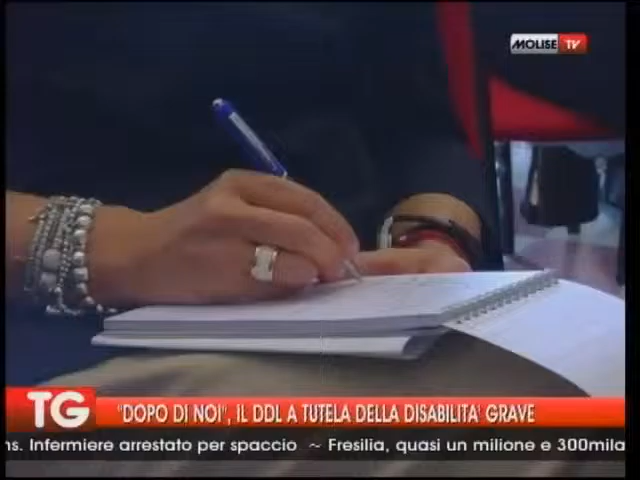 MOLISE TV
TG
"DOPO DI NOI", IL DDL A TUTELA DELLA DISABILITA' GRAVE
ns. Infermiere arrestato per spaccio ~ Fresilia, quasi un milione e 300mila